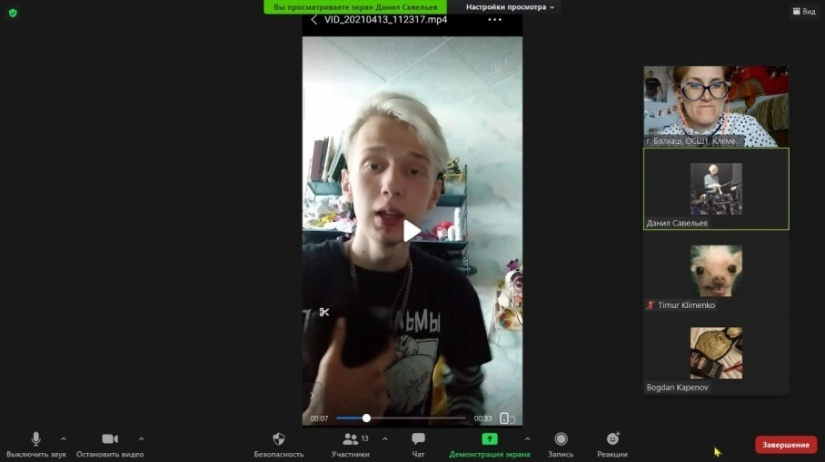 Вы просматриваете экран Данил Савельев
Настройки просмотра
Вид
VID_20210413_112317.mp4
г. Балхаш, ОСШ1, Клеме
Данил Савельев
Timur Klimenko
Bogdan Kapenov
ЛЬМЫ
00:07
00:33
Выключить звук
Остановить видео
Безопасность
13
Участники
Чат
Демонстрация экрана
Запись
Реакции
Завершение